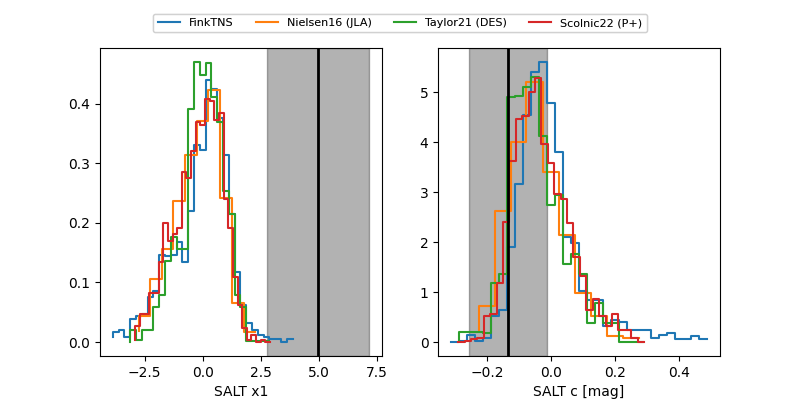 FinkTNS Nielsen16 (JLA) Taylor21 (DES) Scolnic22 (P+)
0.4
0.3
0.2
0.1
0.0
−2.5 0.0 2.5 5.0 7.5
SALT x1
5
4
3
2
1
0
−0.2 0.0 0.2 0.4
SALT c [mag]